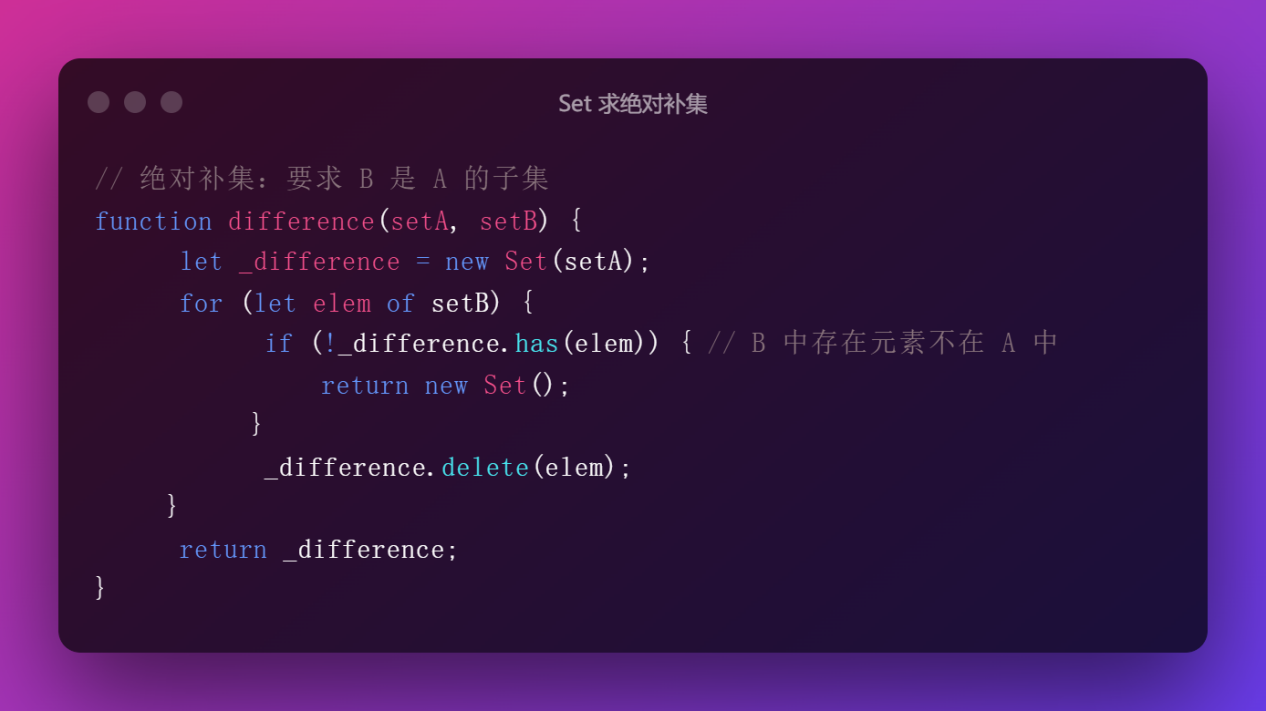 Set 求绝对补集
// 绝对补集：要求 B 是 A 的子集
function difference(setA, setB) {
let _difference = new Set(setA);
for (let elem of setB) {
if (!_difference.has(elem)) { // B 中存在元素不在 A 中
return new Set();
}
_difference.delete(elem);
}
return _difference;
}